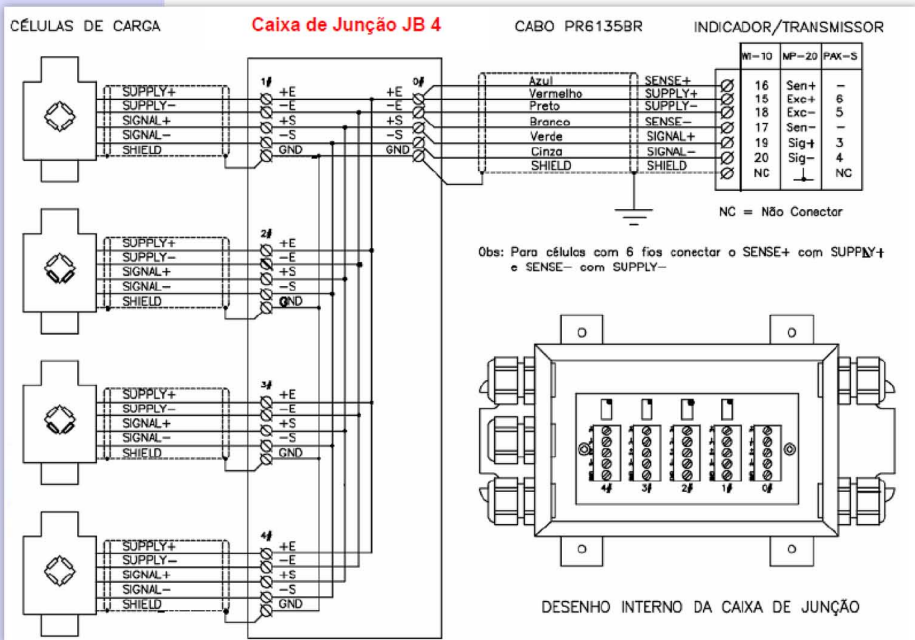 CÉLULAS DE CARGA
Caixa de Junção JB 4
CABO PR6135BR
INDICADOR/TRANSMISSOR
SUPPLY+
SUPPLY-
SIGNAL+
SIGNAL-
SHIELD
1#
+E
-E
+S
-S
GND
0#
+E
-E
+S
-S
GND
Azul SENSE+
Vermelho SUPPLY+
Preto SUPPLY-
Branco SENSE-
Verde SIGNAL+
Cinza SIGNAL-
SHIELD SHIELD
WI-10 MP-20 PAX-S
16 Sen+ -
15 Exc+ 6
18 Exc- 5
17 Sen- -
19 Sig+ 3
20 Sig- 4
NC NC
NC = Não Conectar
Obs: Para células com 6 fios conectar o SENSE+ com SUPPLY+
e SENSE- com SUPPLY-
SUPPLY+
SUPPLY-
SIGNAL+
SIGNAL-
SHIELD
2#
+E
-E
+S
-S
GND
SUPPLY+
SUPPLY-
SIGNAL+
SIGNAL-
SHIELD
3#
+E
-E
+S
-S
GND
SUPPLY+
SUPPLY-
SIGNAL+
SIGNAL-
SHIELD
4#
+E
-E
+S
-S
GND
4# 3# 2# 1# 0#
DESENHO INTERNO DA CAIXA DE JUNÇÃO